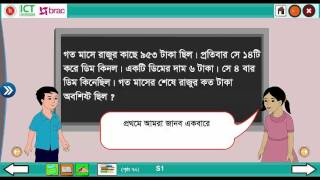 ICT
brac
গত মাসে রাজুর কাছে ৯৫৩ টাকা ছিল। প্রতিবার সে ১৪টি
করে ডিম কিনল। একটি ডিমের দাম ৬ টাকা। সে ৪ বার
ডিম কিনেছিল। গত মাসের শেষে রাজুর কত টাকা
অবশিষ্ট ছিল ?
প্রথমে আমরা জানব একবারে
S1